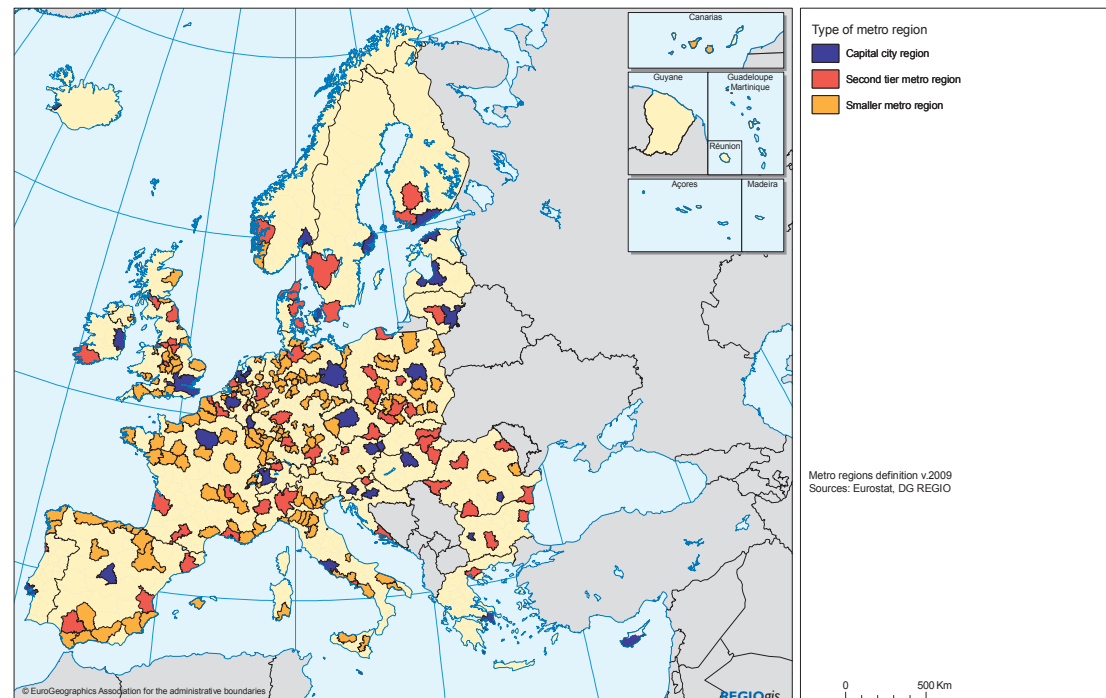 Canarias
Guyane
Guadeloupe
Martinique
Réunion
Açores
Madeira
Type of metro region
Capital city region
Second tier metro region
Smaller metro region
Metro regions definition v.2009
Sources: Eurostat, DG REGIO
© EuroGeographics Association for the administrative boundaries
REGIOgis
0 500 Km